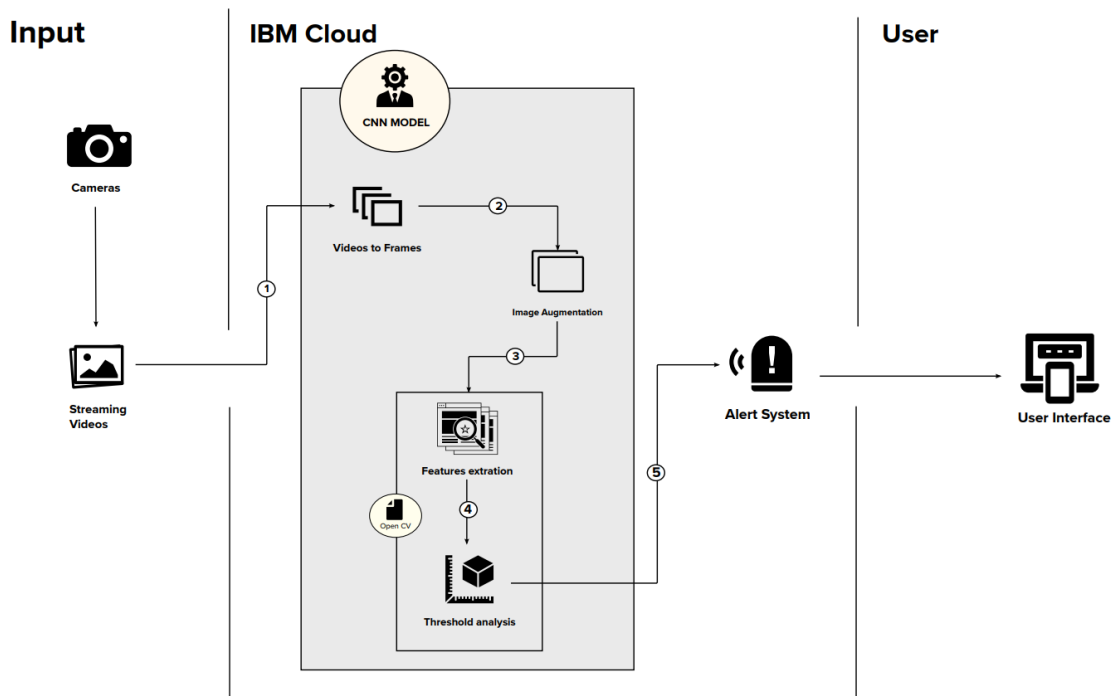 Input
IBM Cloud
User
CNN MODEL
Cameras
Videos to Frames
2
Image Augmentation
1
3
Streaming
Videos
Alert System
User Interface
Features extration
5
4
Open CV
Threshold analysis